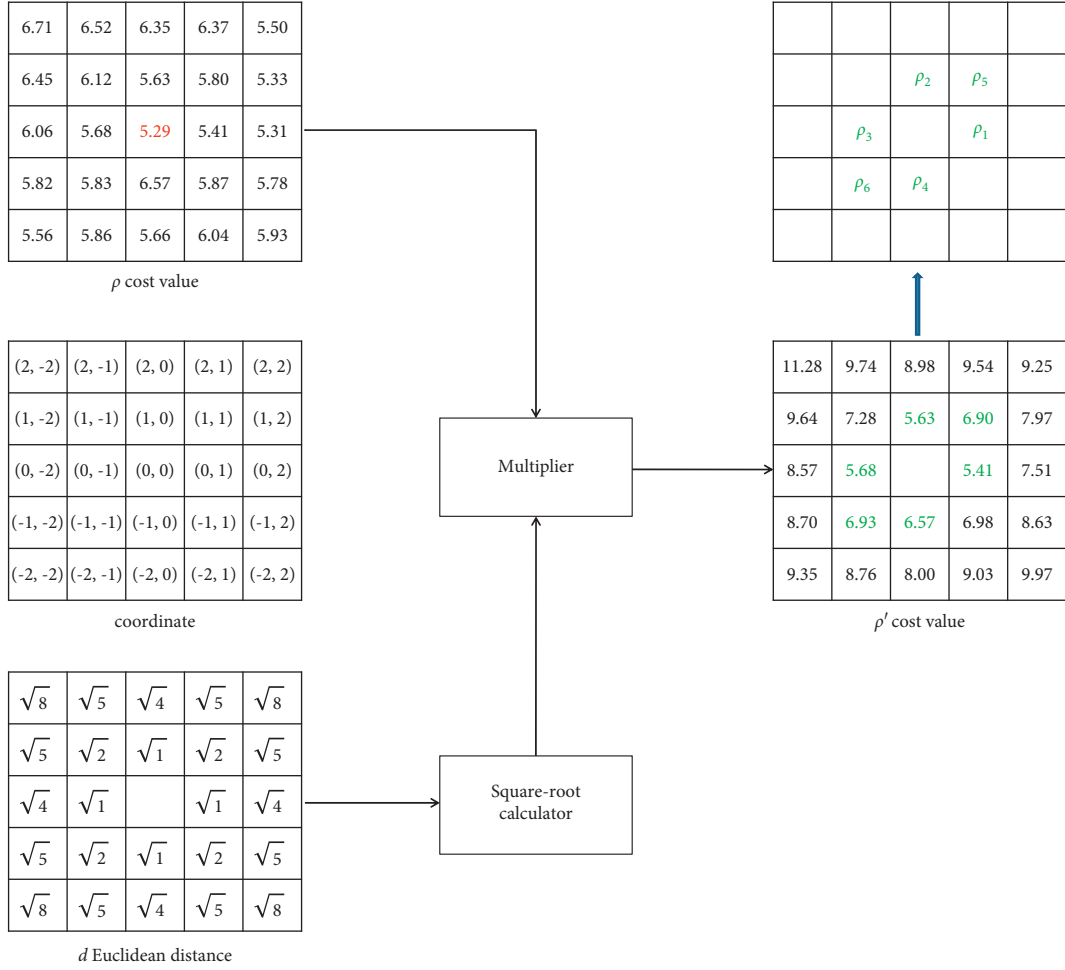 6.71 6.52 6.35 6.37 5.50
6.45 6.12 5.63 5.80 5.33
6.06 5.68 5.29 5.41 5.31
5.82 5.83 6.57 5.87 5.78
5.56 5.86 5.66 6.04 5.93
ρ cost value
(2, -2) (2, -1) (2, 0) (2, 1) (2, 2)
(1, -2) (1, -1) (1, 0) (1, 1) (1, 2)
(0, -2) (0, -1) (0, 0) (0, 1) (0, 2)
(-1, -2) (-1, -1) (-1, 0) (-1, 1) (-1, 2)
(-2, -2) (-2, -1) (-2, 0) (-2, 1) (-2, 2)
coordinate
√8 √5 √4 √5 √8
√5 √2 √1 √2 √5
√4 √1 √1 √4
√5 √2 √1 √2 √5
√8 √5 √4 √5 √8
d Euclidean distance
Multiplier
Square-root
calculator
ρ₂ ρ₅
ρ₃ ρ₁
ρ₆ ρ₄
11.28 9.74 8.98 9.54 9.25
9.64 7.28 5.63 6.90 7.97
8.57 5.68 5.41 7.51
8.70 6.93 6.57 6.98 8.63
9.35 8.76 8.00 9.03 9.97
ρ′ cost value